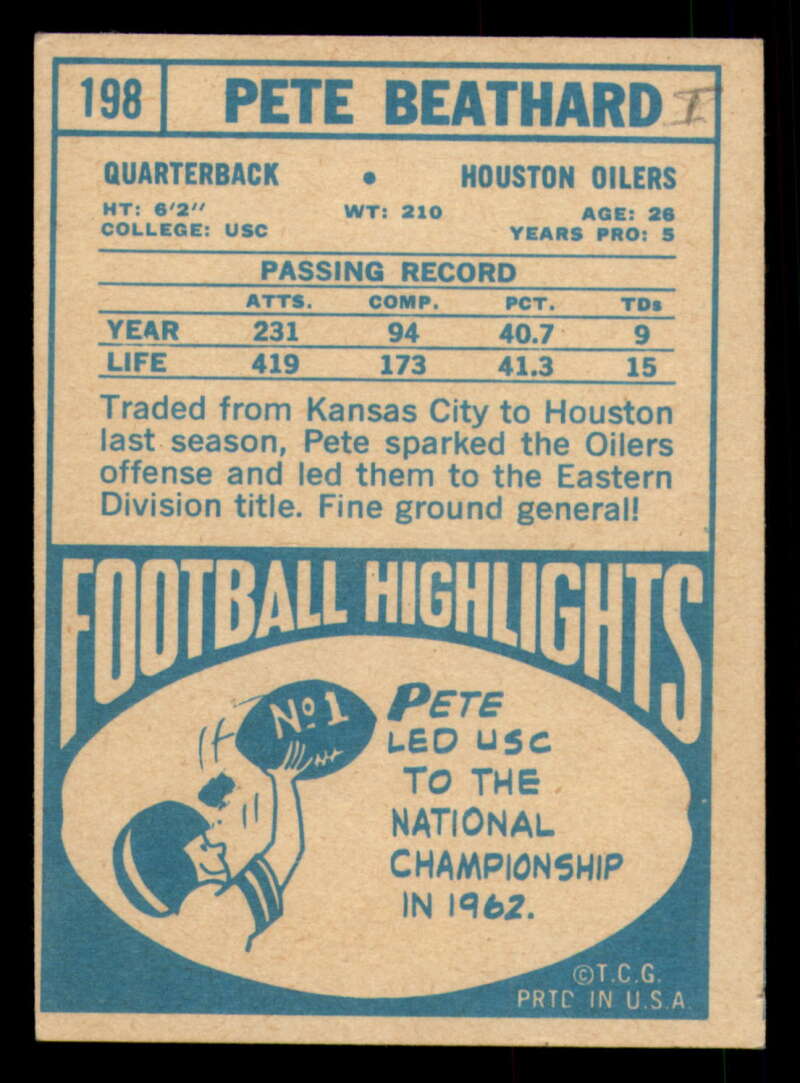 198 PETE BEATHARD I
QUARTERBACK • HOUSTON OILERS
HT: 6'2" WT: 210 AGE: 26
COLLEGE: USC YEARS PRO: 5
PASSING RECORD
ATTS. COMP. PCT. TDs
YEAR 231 94 40.7 9
LIFE 419 173 41.3 15
Traded from Kansas City to Houston
last season, Pete sparked the Oilers
offense and led them to the Eastern
Division title. Fine ground general!
FOOTBALL HIGHLIGHTS
Nº1
PETE
LED USC
TO THE
NATIONAL
CHAMPIONSHIP
IN 1962.
©T.C.G.
PRTD IN U.S.A.